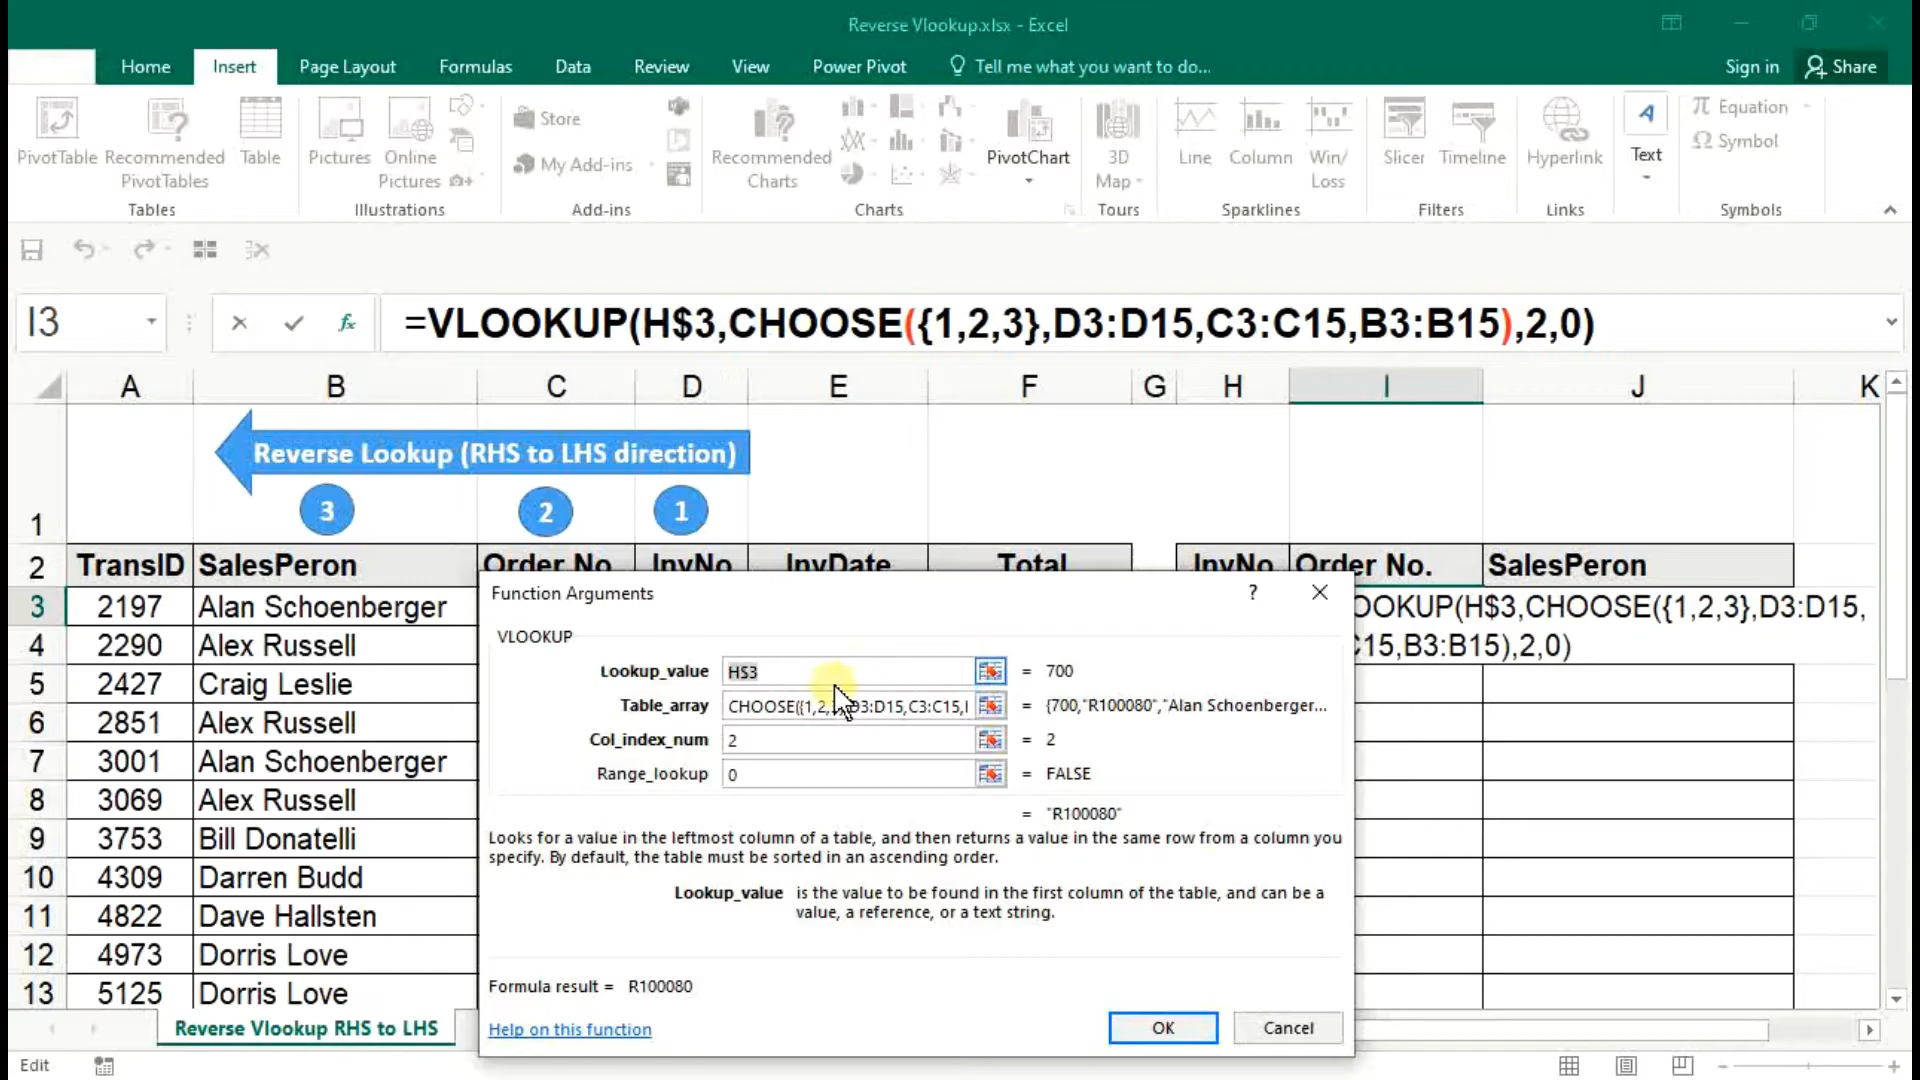 Reverse Vlookup.xlsx - Excel
Home Insert Page Layout Formulas Data Review View Power Pivot Tell me what you want to do... Sign in Share
PivotTable Recommended PivotTables Table Pictures Online Pictures Store My Add-ins Recommended Charts PivotChart 3D Map Line Column Win/Loss Slicer Timeline Hyperlink Text Equation Symbol
Tables Illustrations Add-ins Charts Tours Sparklines Filters Links Symbols
I3 fx =VLOOKUP(H$3,CHOOSE({1,2,3},D3:D15,C3:C15,B3:B15),2,0)
A B C D E F G H I J K
Reverse Lookup (RHS to LHS direction)
1 3 2 1
2 TransID SalesPeron Order No. InvNo InvDate Total InvNo Order No. SalesPeron
3 2197 Alan Schoenberger OOKUP(H$3,CHOOSE({1,2,3},D3:D15,
4 2290 Alex Russell C15,B3:B15),2,0)
5 2427 Craig Leslie
6 2851 Alex Russell
7 3001 Alan Schoenberger
8 3069 Alex Russell
9 3753 Bill Donatelli
10 4309 Darren Budd
11 4822 Dave Hallsten
12 4973 Dorris Love
13 5125 Dorris Love
Function Arguments ?
VLOOKUP
Lookup_value H$3 = 700
Table_array CHOOSE({1,2, D3:D15,C3:C15,I = {700,"R100080","Alan Schoenberger...
Col_index_num 2 = 2
Range_lookup 0 = FALSE
= "R100080"
Looks for a value in the leftmost column of a table, and then returns a value in the same row from a column you
specify. By default, the table must be sorted in an ascending order.
Lookup_value is the value to be found in the first column of the table, and can be a
value, a reference, or a text string.
Formula result = R100080
Help on this function OK Cancel
Reverse Vlookup RHS to LHS
Edit